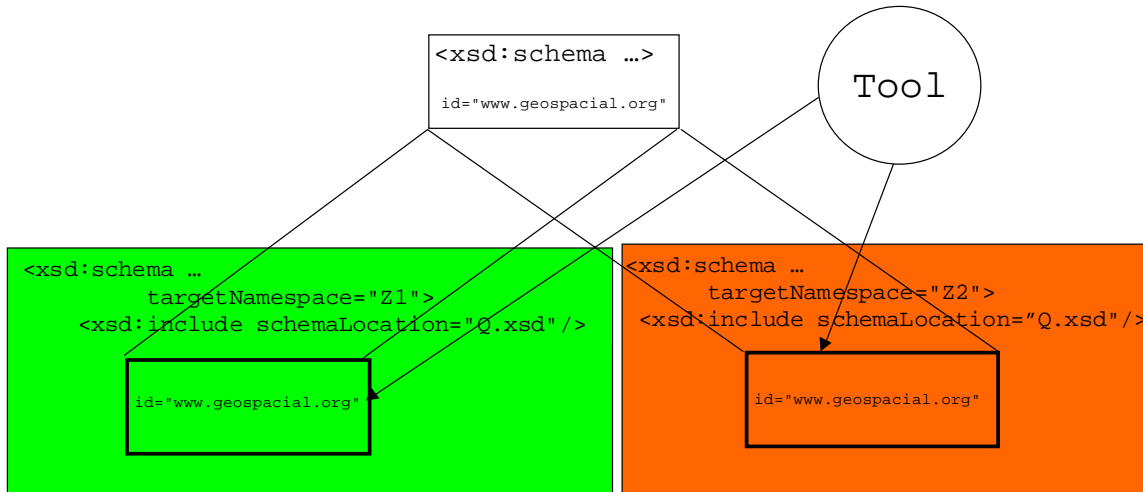 <xsd:schema …>
id="www.geospacial.org"
Tool
<xsd:schema …
targetNamespace="Z1">
<xsd:include schemaLocation="Q.xsd"/>
id="www.geospacial.org"
<xsd:schema …
targetNamespace="Z2">
<xsd:include schemaLocation=”Q.xsd"/>
id="www.geospacial.org"